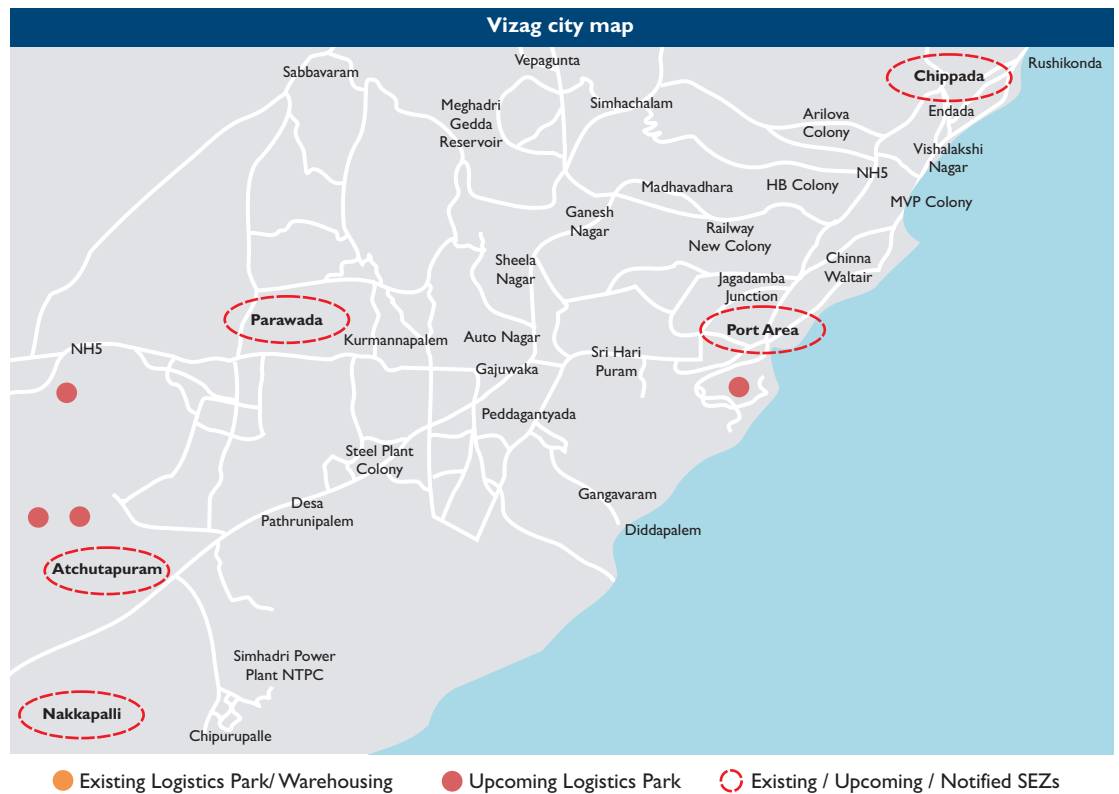 Vizag city map
Vepagunta
Sabbavaram
Rushikonda
Chippada
Meghadri
Gedda
Reservoir
Simhachalam
Arilova
Colony
Endada
Vishalakshi
Nagar
NH5
Madhavadhara
HB Colony
MVP Colony
Ganesh
Nagar
Railway
New Colony
Sheela
Nagar
Chinna
Waltair
Jagadamba
Junction
Parawada
Port Area
Kurmannapalem
Auto Nagar
NH5
Sri Hari
Puram
Gajuwaka
Peddagantyada
Steel Plant
Colony
Gangavaram
Desa
Pathrunipalem
Diddapalem
Atchutapuram
Simhadri Power
Plant NTPC
Nakkapalli
Chipurupalle
Existing Logistics Park/ Warehousing
Upcoming Logistics Park
Existing / Upcoming / Notified SEZs